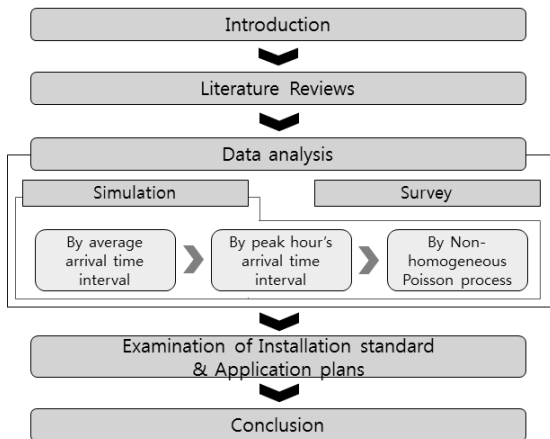 Introduction
Literature Reviews
Data analysis
Simulation
Survey
By average
arrival time
interval
By peak hour's
arrival time
interval
By Non-
homogeneous
Poisson process
Examination of Installation standard
& Application plans
Conclusion